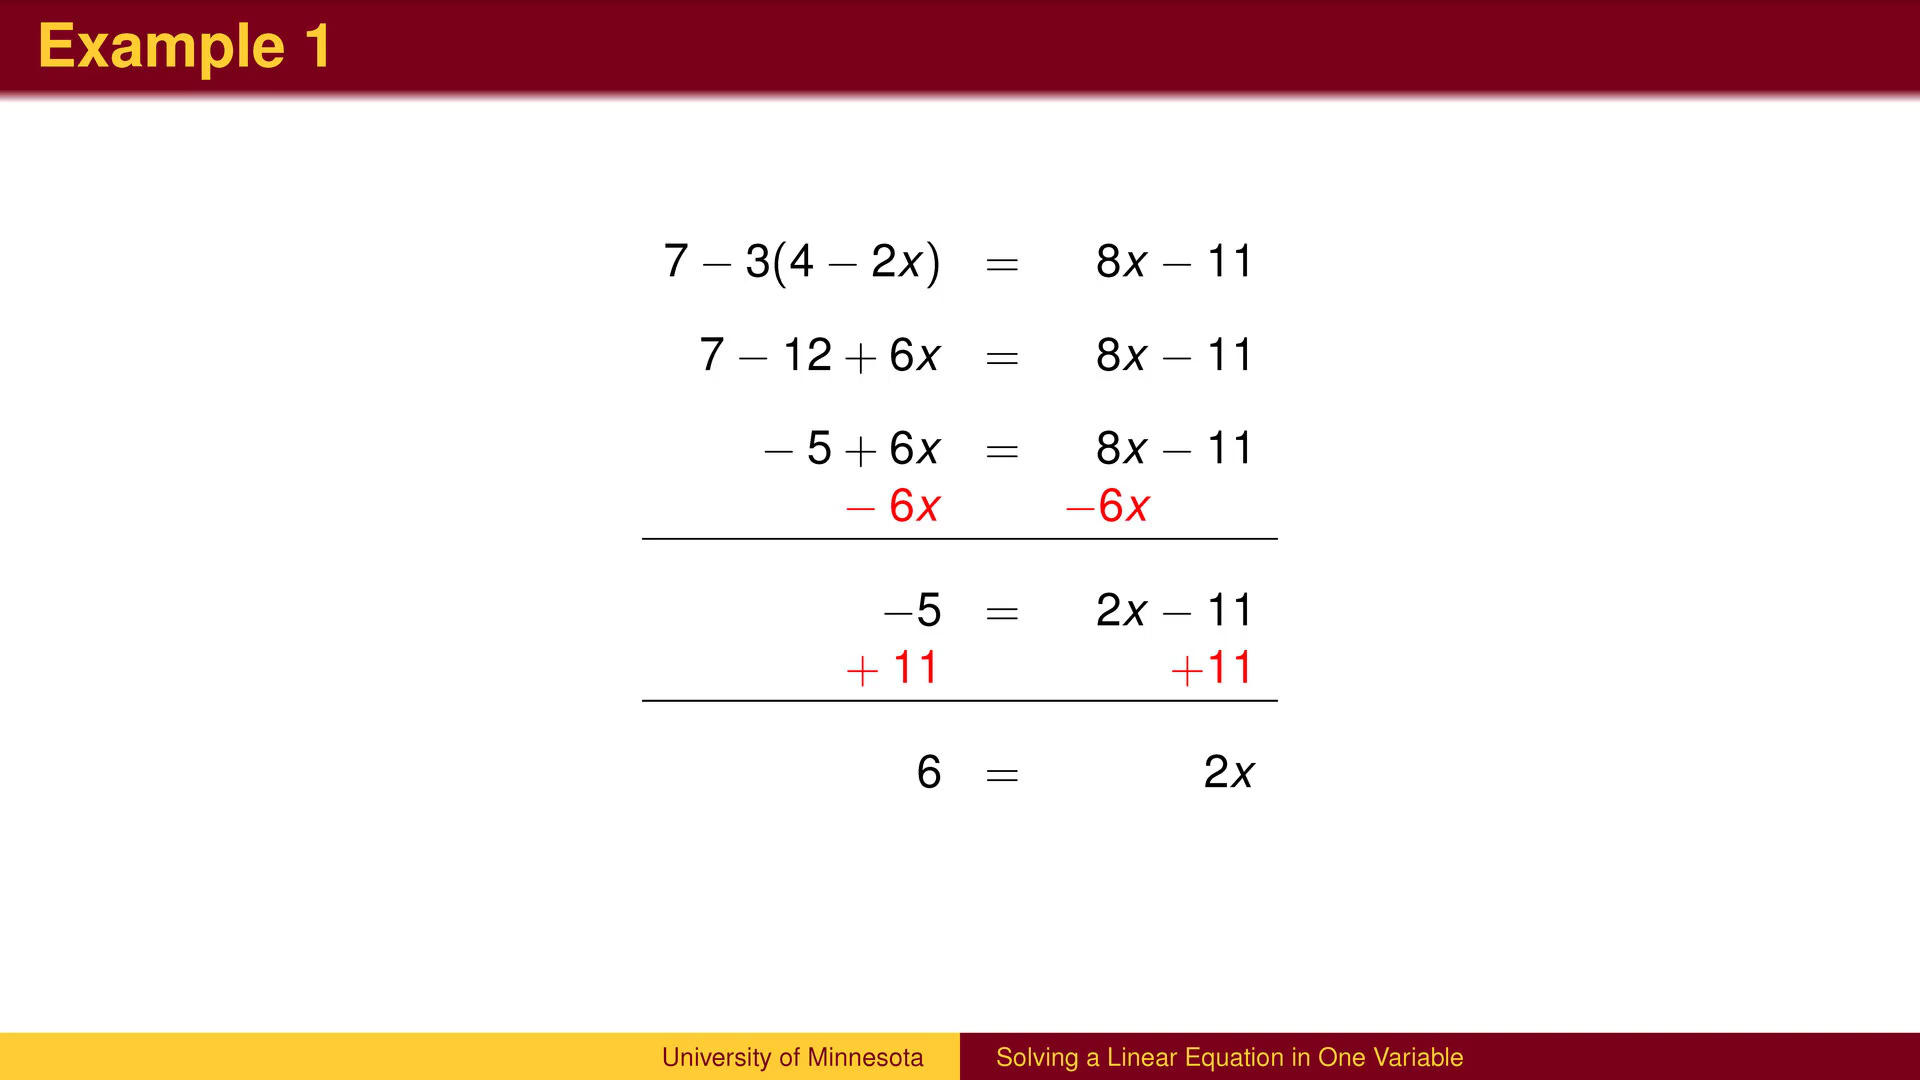 Example 1
7 − 3(4 − 2x) = 8x − 11
7 − 12 + 6x = 8x − 11
− 5 + 6x = 8x − 11
− 6x −6x
−5 = 2x − 11
+ 11 +11
6 = 2x
University of Minnesota Solving a Linear Equation in One Variable